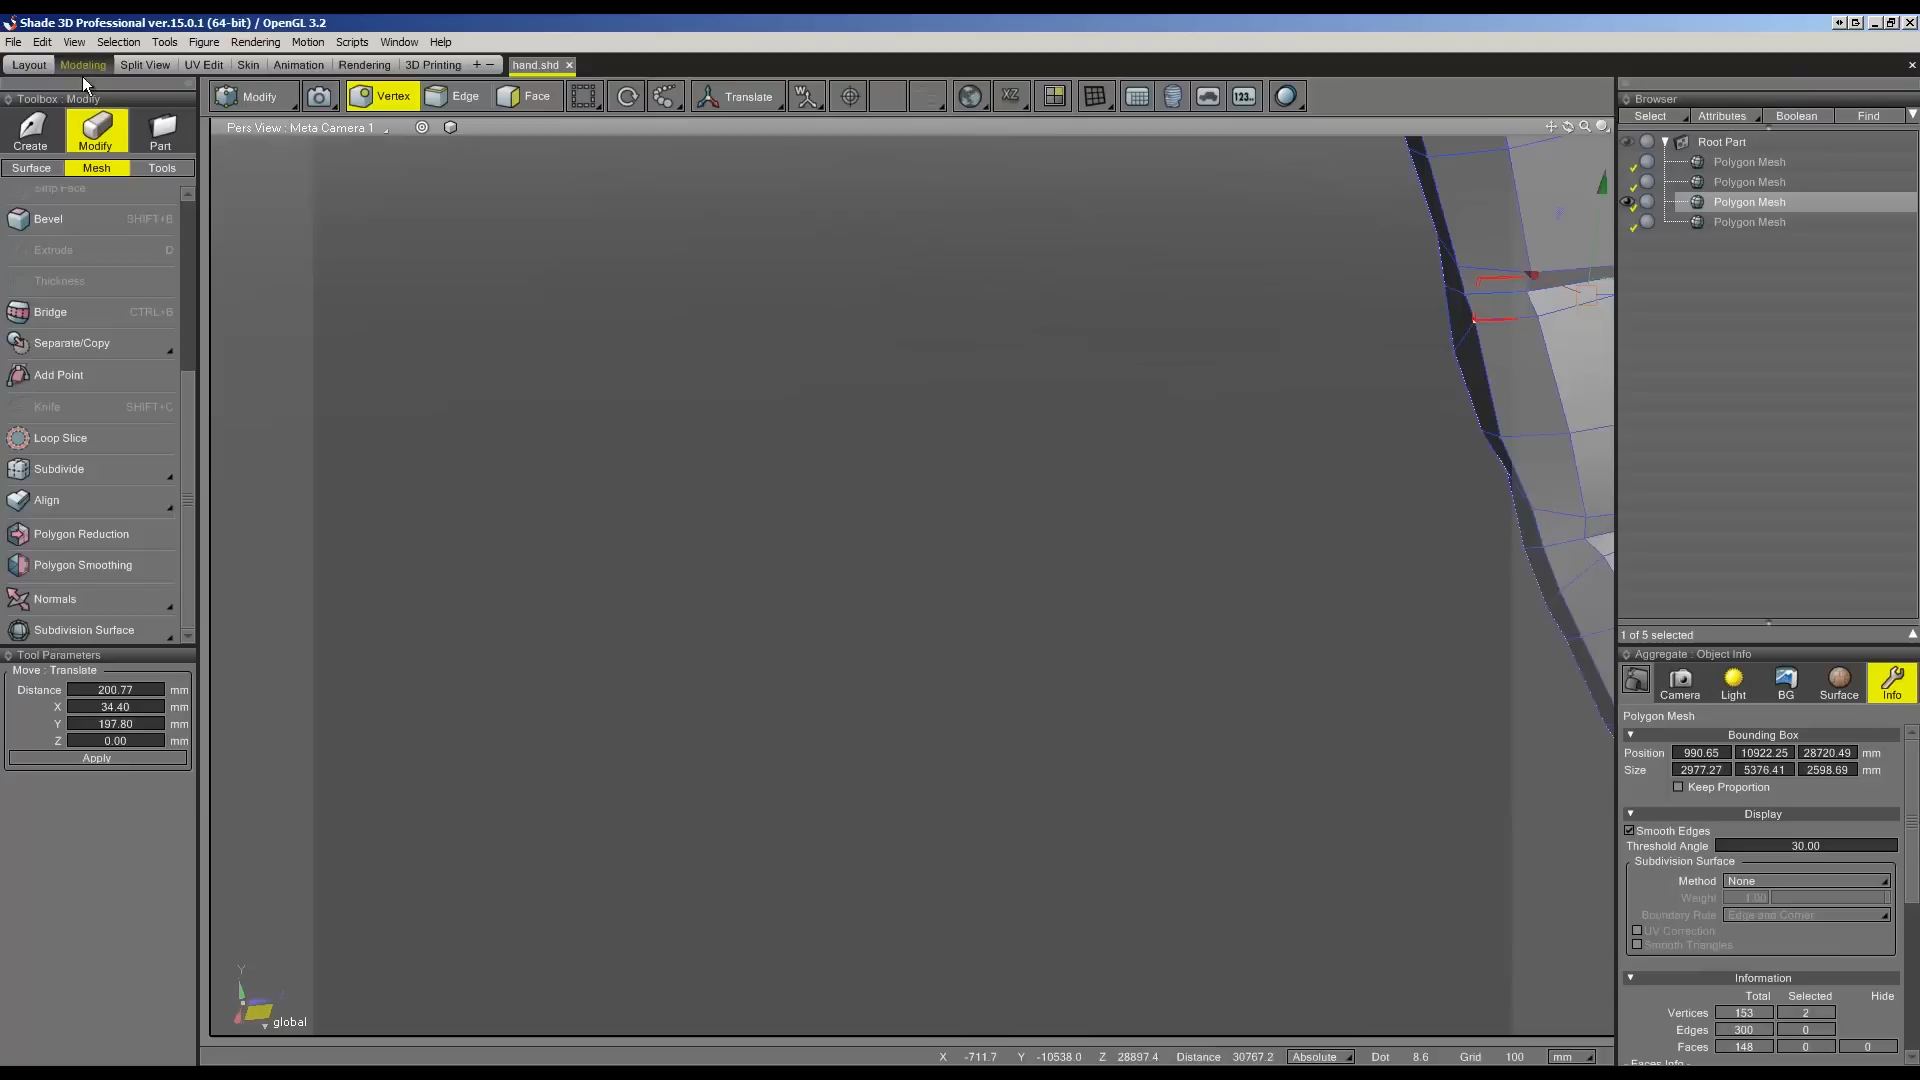 Shade 3D Professional ver.15.0.1 (64-bit) / OpenGL 3.2
File Edit View Selection Tools Figure Rendering Motion Scripts Window Help
Layout Modeling Split View UV Edit Skin Animation Rendering 3D Printing + − hand.shd ×
Toolbox : Modify
Create Modify Part
Surface Mesh Tools
Strip Face
Bevel SHIFT+B
Extrude D
Thickness
Bridge CTRL+B
Separate/Copy
Add Point
Knife SHIFT+C
Loop Slice
Subdivide
Align
Polygon Reduction
Polygon Smoothing
Normals
Subdivision Surface
Tool Parameters
Move : Translate
Distance 200.77 mm
X 34.40 mm
Y 197.80 mm
Z 0.00 mm
Apply
Modify Vertex Edge Face Translate W XZ 123..
Pers View : Meta Camera 1
Y
global
X -711.7 Y -10538.0 Z 28897.4 Distance 30767.2 Absolute Dot 8.6 Grid 100 mm
Browser
Select Attributes Boolean Find
Root Part
Polygon Mesh
Polygon Mesh
Polygon Mesh
Polygon Mesh
1 of 5 selected
Aggregate : Object Info
Camera Light BG Surface Info
Polygon Mesh
Bounding Box
Position 990.65 10922.25 28720.49 mm
Size 2977.27 5376.41 2598.69 mm
Keep Proportion
Display
Smooth Edges
Threshold Angle 30.00
Subdivision Surface
Method None
Weight 1.00
Boundary Rule Edge and Corner
UV Correction
Smooth Triangles
Information
Total Selected Hide
Vertices 153 2
Edges 300 0
Faces 148 0 0
Faces Info